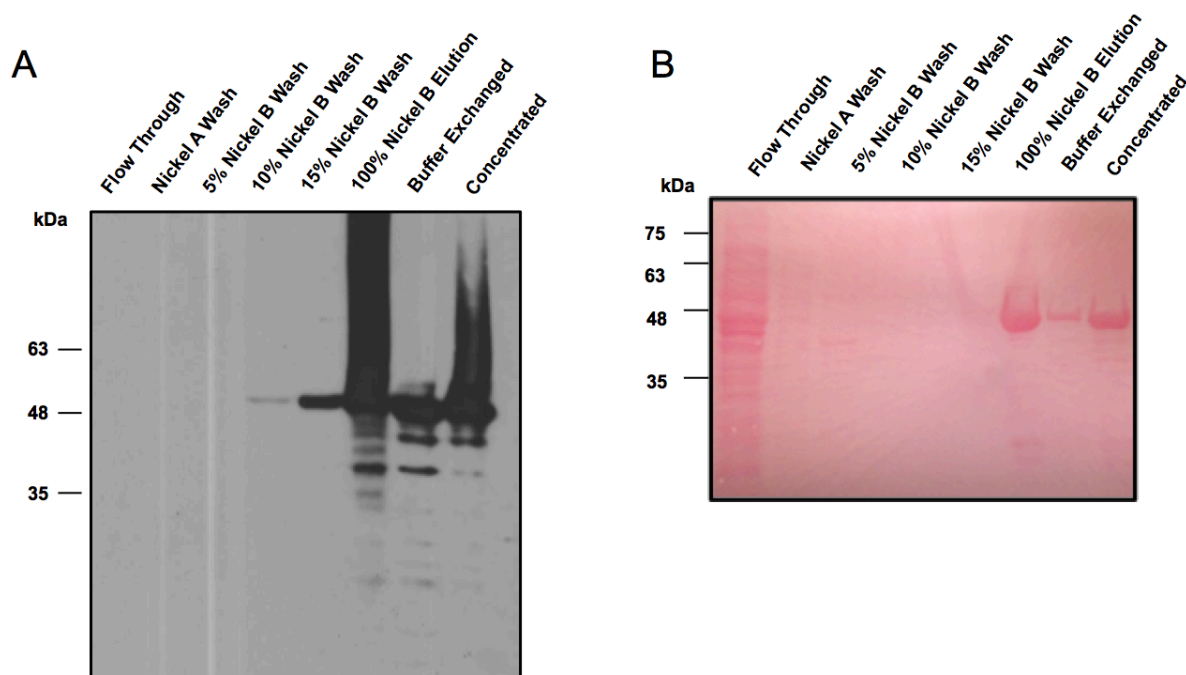 A
Flow Through
Nickel A Wash
5% Nickel B Wash
10% Nickel B Wash
15% Nickel B Wash
100% Nickel B Elution
Buffer Exchanged
Concentrated
kDa
63
48
35
B
Flow Through
Nickel A Wash
5% Nickel B Wash
10% Nickel B Wash
15% Nickel B Wash
100% Nickel B Elution
Buffer Exchanged
Concentrated
kDa
75
63
48
35